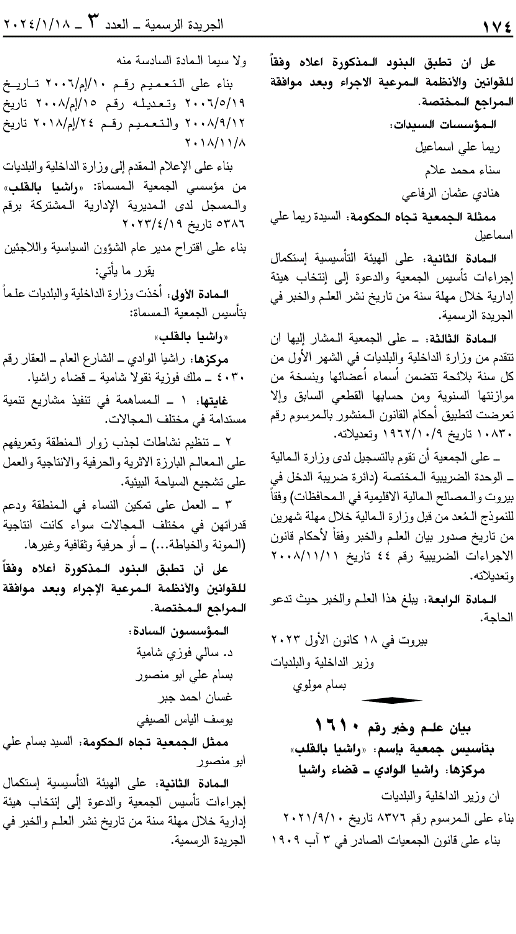 ١٧٤
الجريدة الرسمية ــ العدد ٣ ــ ٢٠٢٤/١/١٨
على ان تطبق البنود المذكورة اعلاه وفقاً
للقوانين والأنظمة المرعية الاجراء وبعد موافقة
المراجع المختصة.
المؤسسات السيدات:
ريما علي اسماعيل
سناء محمد علام
هنادي عثمان الرفاعي
ممثلة الجمعية تجاه الحكومة: السيدة ريما علي
اسماعيل
المادة الثانية: على الهيئة التأسيسية إستكمال
إجراءات تأسيس الجمعية والدعوة إلى إنتخاب هيئة
إدارية خلال مهلة سنة من تاريخ نشر العلم والخبر في
الجريدة الرسمية.
المادة الثالثة: ــ على الجمعية المشار إليها ان
تتقدم من وزارة الداخلية والبلديات في الشهر الأول من
كل سنة بلائحة تتضمن أسماء أعضائها وبنسخة من
موازنتها السنوية ومن حسابها القطعي السابق وإلا
تعرضت لتطبيق أحكام القانون المنشور بالمرسوم رقم
١٠٨٣٠ تاريخ ١٩٦٢/١٠/٩ وتعديلاته.
ــ على الجمعية أن تقوم بالتسجيل لدى وزارة المالية
ــ الوحدة الضريبية المختصة (دائرة ضريبة الدخل في
بيروت والمصالح المالية الاقليمية في المحافظات) وفقاً
للنموذج المُعد من قبل وزارة المالية خلال مهلة شهرين
من تاريخ صدور بيان العلم والخبر وفقاً لأحكام قانون
الاجراءات الضريبية رقم ٤٤ تاريخ ٢٠٠٨/١١/١١
وتعديلاته.
المادة الرابعة: يبلغ هذا العلم والخبر حيث تدعو
الحاجة.
بيروت في ١٨ كانون الأول ٢٠٢٣
وزير الداخلية والبلديات
بسام مولوي
بيان علم وخبر رقم ١٦١٠
بتأسيس جمعية بإسم: «راشيا بالقلب»
مركزها: راشيا الوادي ــ قضاء راشيا
ان وزير الداخلية والبلديات
بناء على المرسوم رقم ٨٣٧٦ تاريخ ٢٠٢١/٩/١٠
بناء على قانون الجمعيات الصادر في ٣ آب ١٩٠٩
ولا سيما المادة السادسة منه
بناء على التعميم رقم ١٠/إم/٢٠٠٦ تاريخ
٢٠٠٦/٥/١٩ وتعديله رقم ١٥/إم/٢٠٠٨ تاريخ
٢٠٠٨/٩/١٢ والتعميم رقم ٢٤/إم/٢٠١٨ تاريخ
٢٠١٨/١١/٨
بناء على الإعلام المقدم إلى وزارة الداخلية والبلديات
من مؤسسي الجمعية المسماة: «راشيا بالقلب»
والمسجل لدى المديرية الإدارية المشتركة برقم
٥٣٨٦ تاريخ ٢٠٢٣/٤/١٩
بناء على اقتراح مدير عام الشؤون السياسية واللاجئين
يقرر ما يأتي:
المادة الأولى: أخذت وزارة الداخلية والبلديات علماً
بتأسيس الجمعية المسماة:
«راشيا بالقلب»
مركزها: راشيا الوادي ــ الشارع العام ــ العقار رقم
٤٠٣٠ ــ ملك فوزية نقولا شامية ــ قضاء راشيا.
غايتها: ١ ــ المساهمة في تنفيذ مشاريع تنمية
مستدامة في مختلف المجالات.
٢ ــ تنظيم نشاطات لجذب زوار المنطقة وتعريفهم
على المعالم البارزة الاثرية والحرفية والانتاجية والعمل
على تشجيع السياحة البيئية.
٣ ــ العمل على تمكين النساء في المنطقة ودعم
قدراتهن في مختلف المجالات سواء كانت انتاجية
(المونة والخياطة...) ــ أو حرفية وثقافية وغيرها.
على أن تطبق البنود المذكورة أعلاه وفقاً
للقوانين والأنظمة المرعية الإجراء وبعد موافقة
المراجع المختصة.
المؤسسون السادة:
د. سالي فوزي شامية
بسام علي ابو منصور
غسان احمد جبر
يوسف الياس الصيفي
ممثل الجمعية تجاه الحكومة: السيد بسام علي
ابو منصور
المادة الثانية: على الهيئة التأسيسية إستكمال
إجراءات تأسيس الجمعية والدعوة إلى إنتخاب هيئة
إدارية خلال مهلة سنة من تاريخ نشر العلم والخبر في
الجريدة الرسمية.